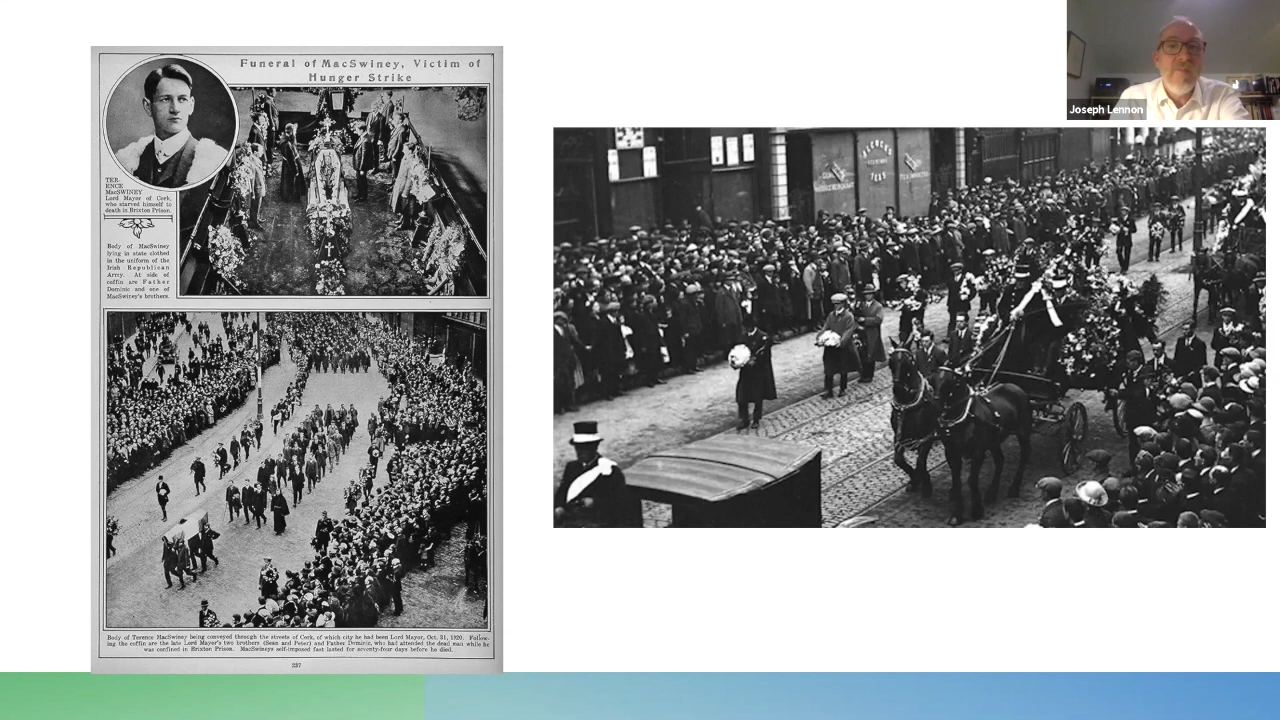 Funeral of MacSwiney, Victim of
Hunger Strike
TER-
ENCE
MacSWINEY
Lord Mayor of Cork,
who starved himself to
death in Brixton Prison.
Body of MacSwiney
lying in state clothed
in the uniform of the
Irish Republican
Army. At side of
coffin are Father
Dominic and one of
MacSwiney's brothers.
Body of Terence MacSwiney being conveyed through the streets of Cork, of which city he had been Lord Mayor, Oct. 31, 1920. Follow-
ing the coffin are the late Lord Mayor's two brothers (Sean and Peter) and Father Dominic, who had attended the dead man while he
was confined in Brixton Prison. MacSwineys self-imposed fast lasted for seventy-four days before he died.
237
Joseph Lennon
TEAS